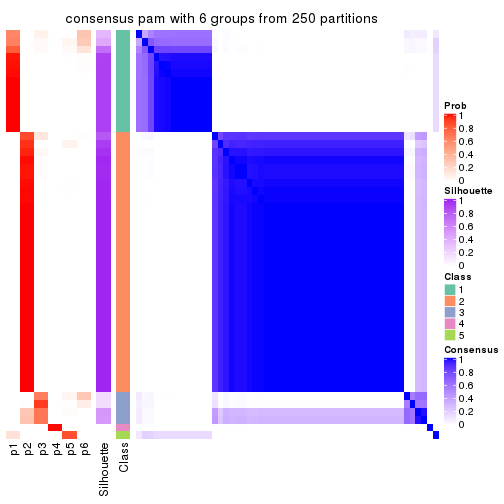 consensus pam with 6 groups from 250 partitions
Prob
1
0.8
0.6
0.4
0.2
0
Silhouette
1
0.8
0.6
0.4
0.2
0
Class
1
2
3
4
5
Consensus
1
0.8
0.6
0.4
0.2
0
p1
p2
p3
p4
p5
p6
Silhouette
Class